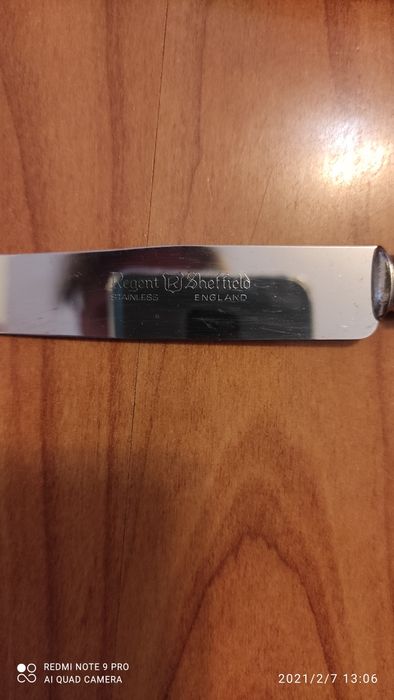 Regent R Sheffield
STAINLESS ENGLAND
REDMI NOTE 9 PRO
AI QUAD CAMERA
2021/2/7 13:06